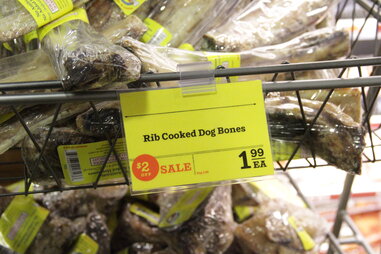 Rib Cooked Dog Bones
$2
OFF
SALE
1 99
EA